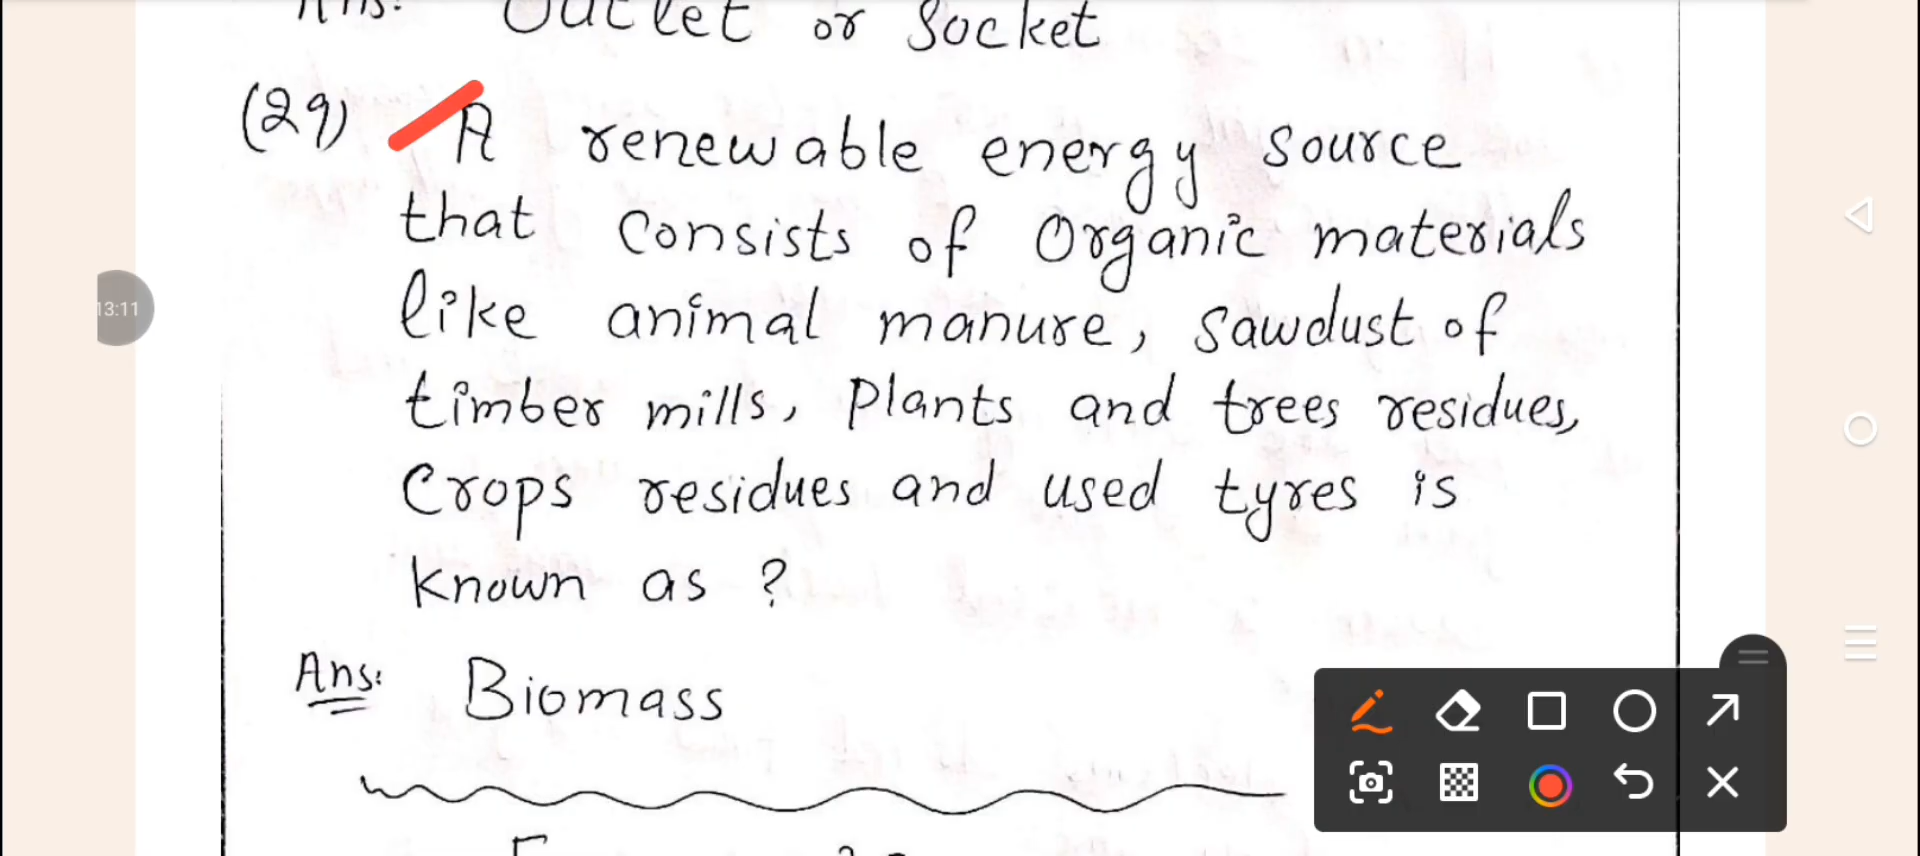 Ans: Outlet or Socket
(29) A renewable energy source
that consists of Organic materials
like animal manure, sawdust of
timber mills, Plants and trees residues,
Crops residues and used tyres is
known as ?
Ans: Biomass
13:11